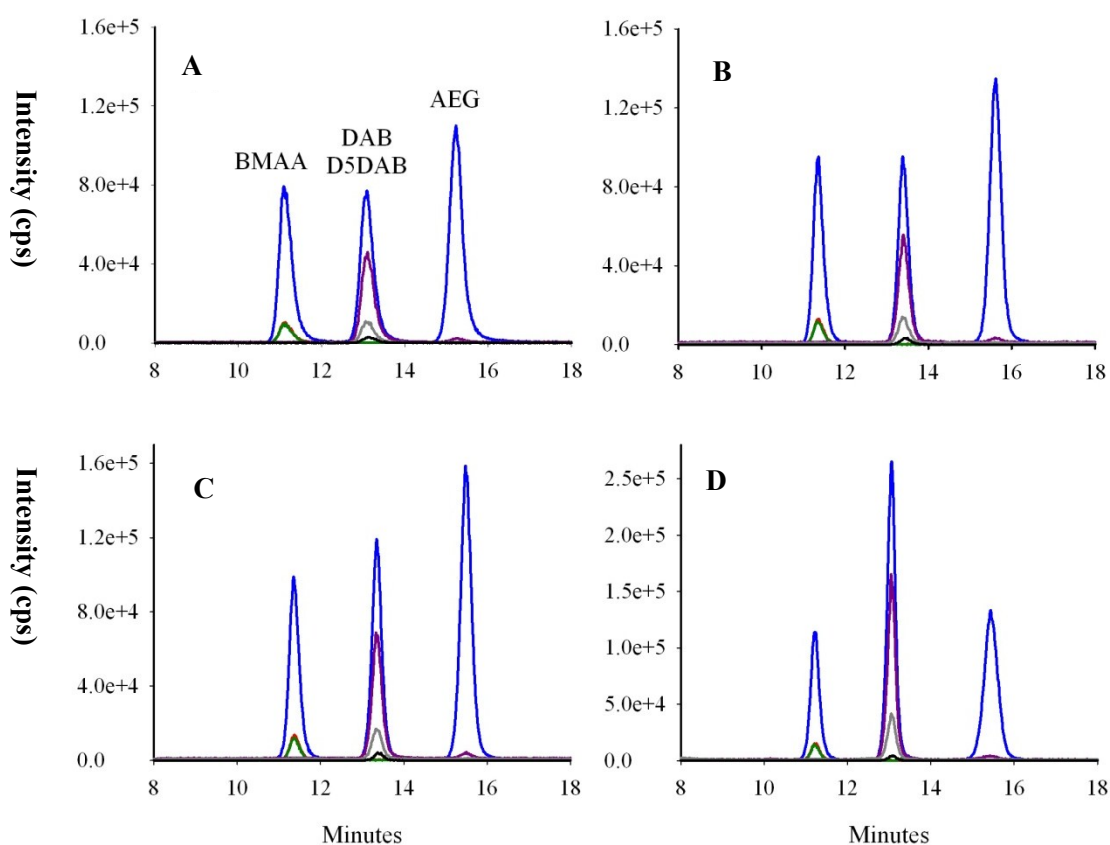 1.6e+5
1.2e+5
8.0e+4
4.0e+4
0.0
Intensity (cps)
A
BMAA
DAB
D5DAB
AEG
8 10 12 14 16 18
1.6e+5
1.2e+5
8.0e+4
4.0e+4
0.0
B
8 10 12 14 16 18
1.6e+5
1.2e+5
8.0e+4
4.0e+4
0.0
Intensity (cps)
C
8 10 12 14 16 18
Minutes
2.5e+5
2.0e+5
1.5e+5
1.0e+5
5.0e+4
0.0
D
8 10 12 14 16 18
Minutes